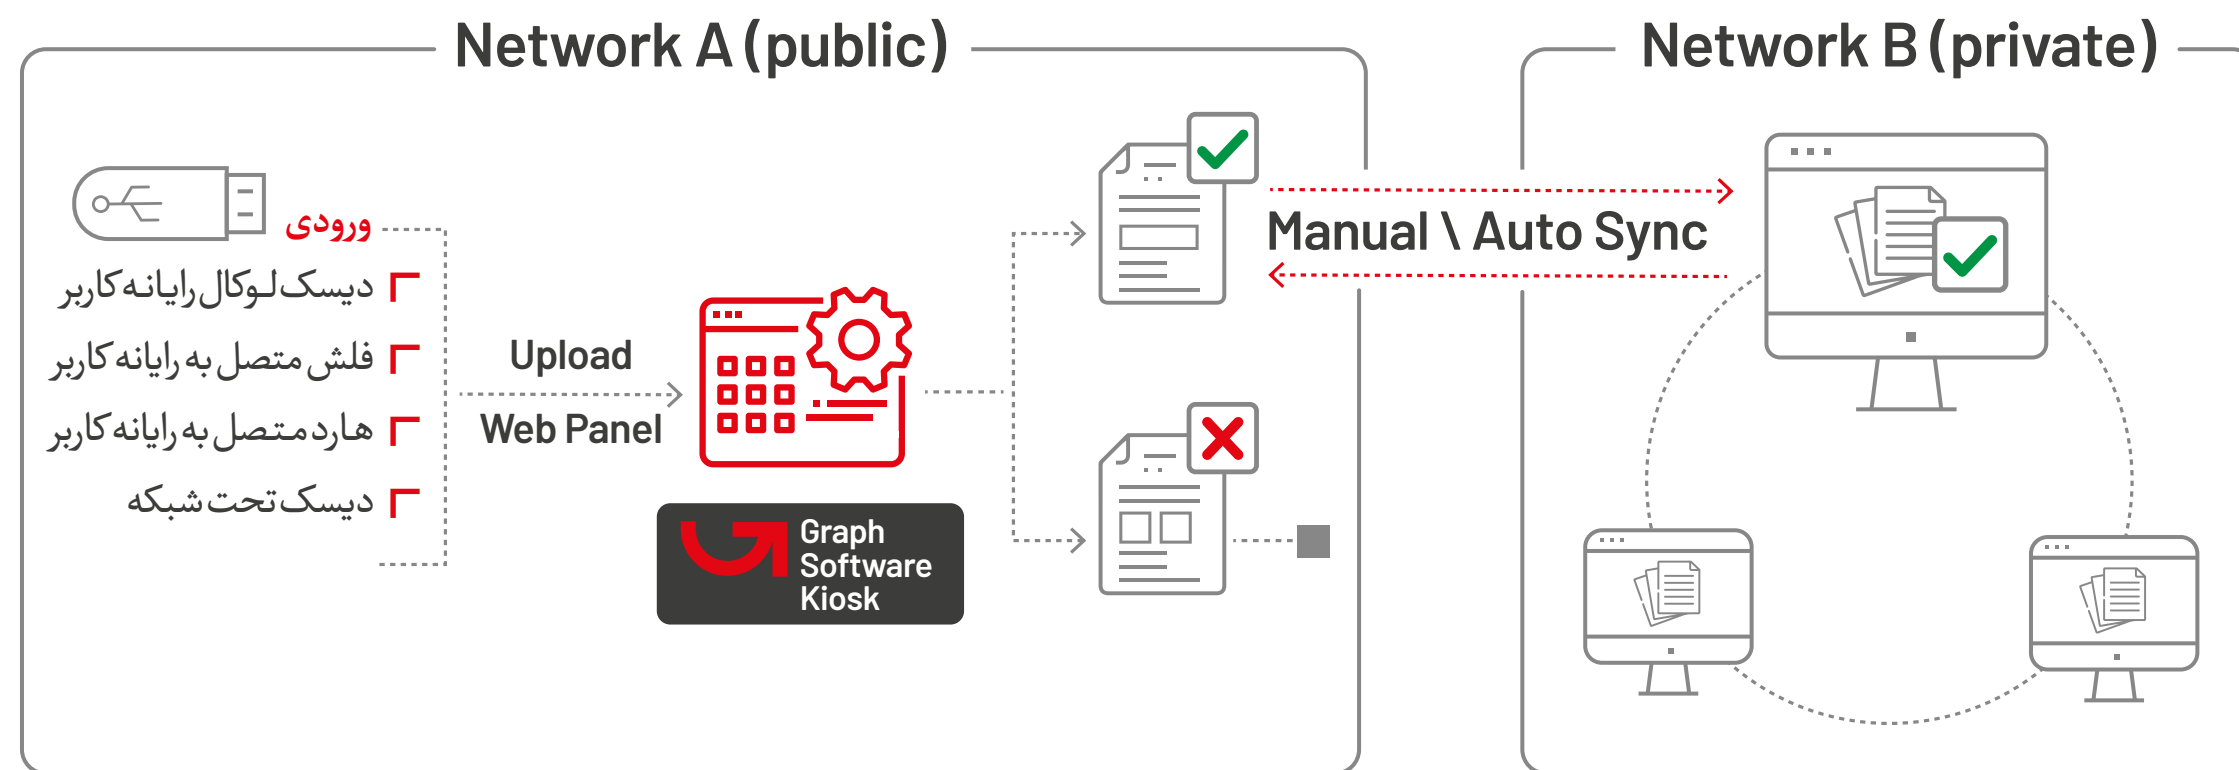 Network A (public)
Network B (private)
ورودی
دیسک لوکال رایانه کاربر
فلش متصل به رایانه کاربر
هارد متصل به رایانه کاربر
دیسک تحت شبکه
Upload
Web Panel
Graph
Software
Kiosk
Manual \ Auto Sync